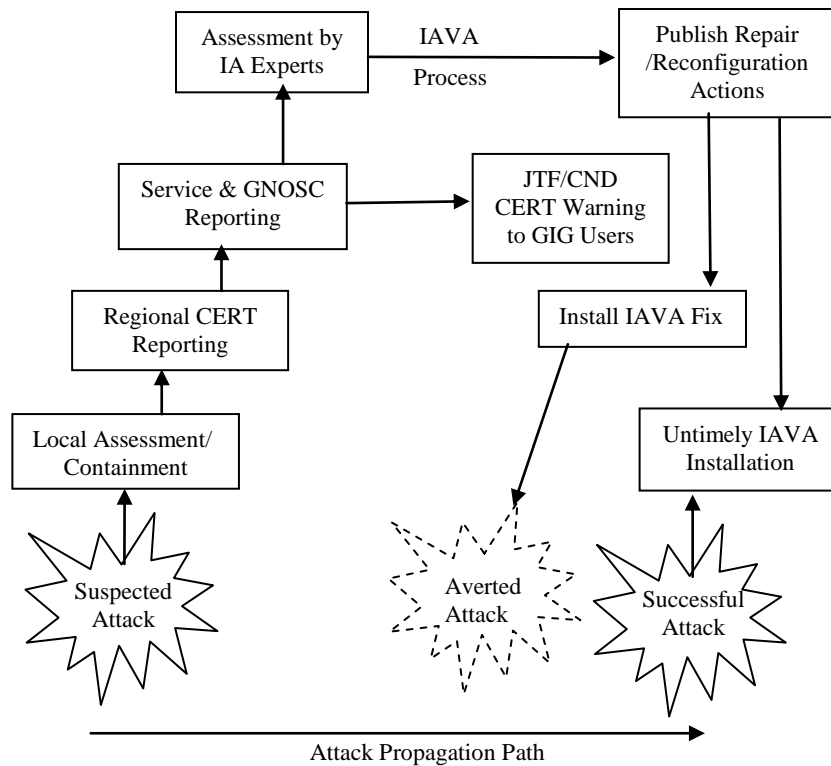 Assessment by
IA Experts
IAVA
Process
Publish Repair
/Reconfiguration
Actions
Service & GNOSC
Reporting
JTF/CND
CERT Warning
to GIG Users
Regional CERT
Reporting
Install IAVA Fix
Local Assessment/
Containment
Untimely IAVA
Installation
Suspected
Attack
Averted
Attack
Successful
Attack
Attack Propagation Path